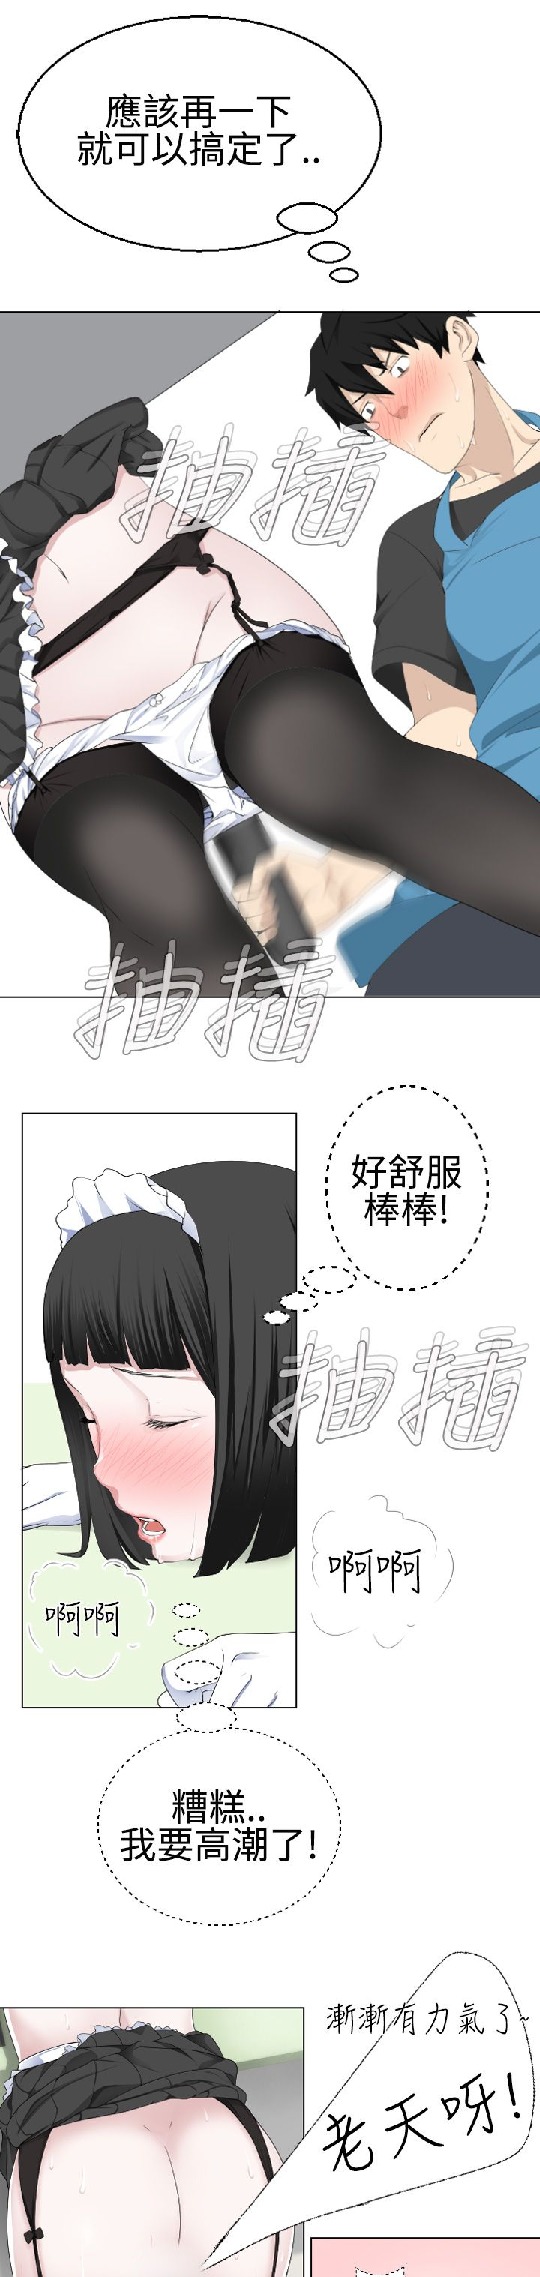 應該再一下
就可以搞定了..
抽插
抽插
好舒服
棒棒!
抽插
啊啊
啊啊
糟糕..
我要高潮了!
漸漸有力氣了~
老天呀!